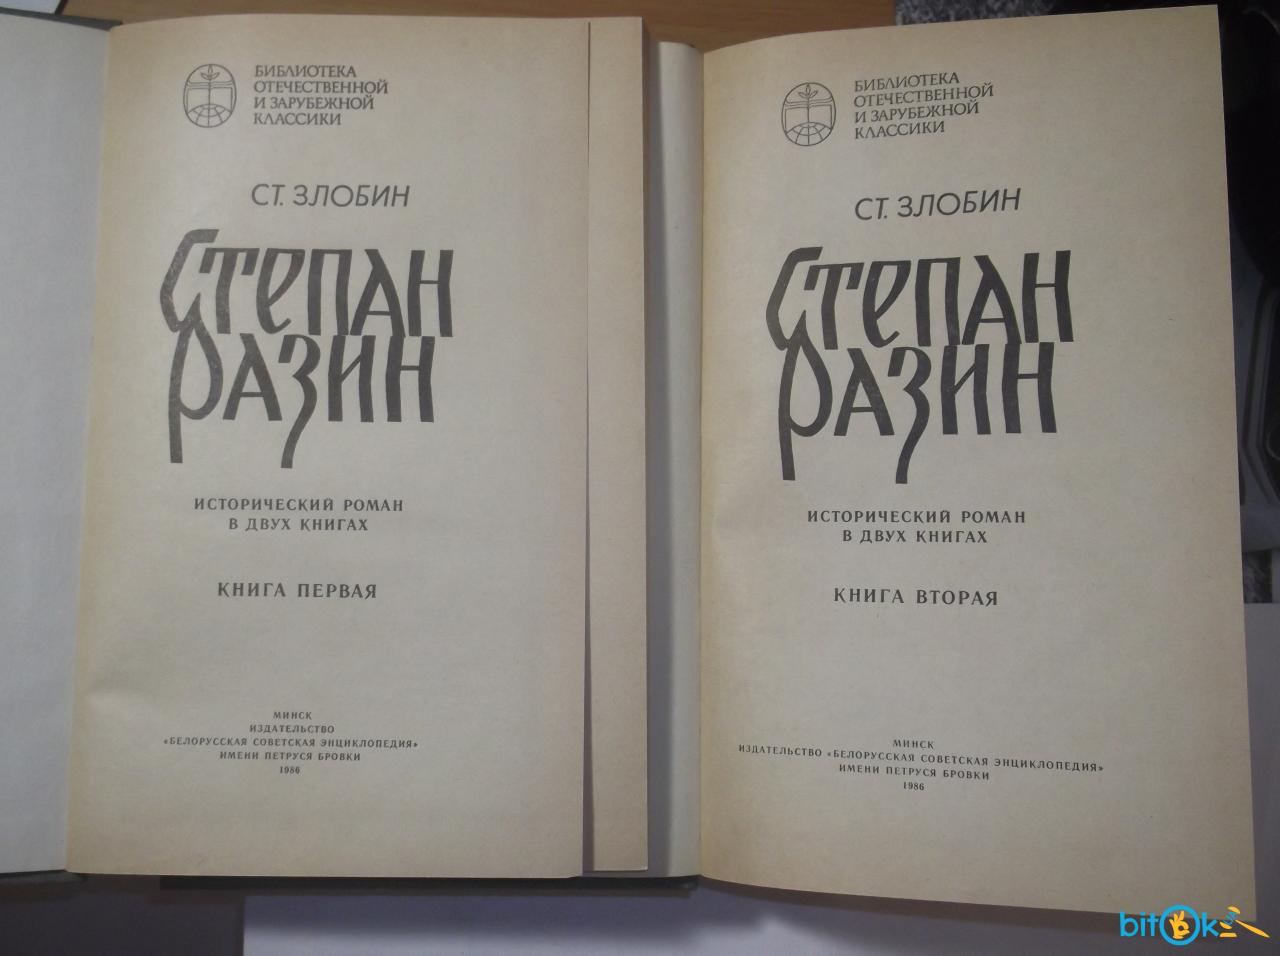 БИБЛИОТЕКА
ОТЕЧЕСТВЕННОЙ
И ЗАРУБЕЖНОЙ
КЛАССИКИ
СТ. ЗЛОБИН
СТЕПАН
РАЗИН
ИСТОРИЧЕСКИЙ РОМАН
В ДВУХ КНИГАХ
КНИГА ПЕРВАЯ
МИНСК
ИЗДАТЕЛЬСТВО
«БЕЛОРУССКАЯ СОВЕТСКАЯ ЭНЦИКЛОПЕДИЯ»
ИМЕНИ ПЕТРУСЯ БРОВКИ
1986
БИБЛИОТЕКА
ОТЕЧЕСТВЕННОЙ
И ЗАРУБЕЖНОЙ
КЛАССИКИ
СТ. ЗЛОБИН
СТЕПАН
РАЗИН
ИСТОРИЧЕСКИЙ РОМАН
В ДВУХ КНИГАХ
КНИГА ВТОРАЯ
МИНСК
ИЗДАТЕЛЬСТВО «БЕЛОРУССКАЯ СОВЕТСКАЯ ЭНЦИКЛОПЕДИЯ»
ИМЕНИ ПЕТРУСЯ БРОВКИ
1986